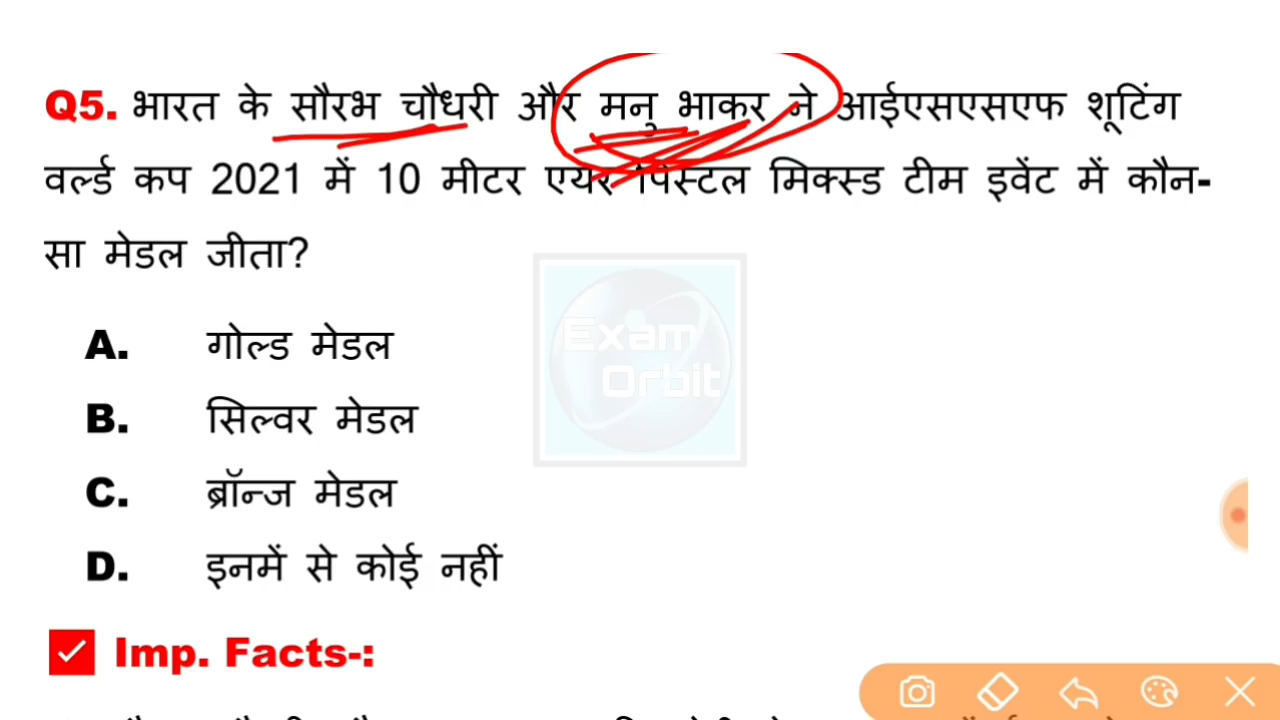 Q5. भारत के सौरभ चौधरी और मनु भाकर ने आईएसएसएफ शूटिंग
वर्ल्ड कप 2021 में 10 मीटर एयर पिस्टल मिक्स्ड टीम इवेंट में कौन-
सा मेडल जीता?
Exam
Orbit
A. गोल्ड मेडल
B. सिल्वर मेडल
C. ब्रॉन्ज मेडल
D. इनमें से कोई नहीं
Imp. Facts-: